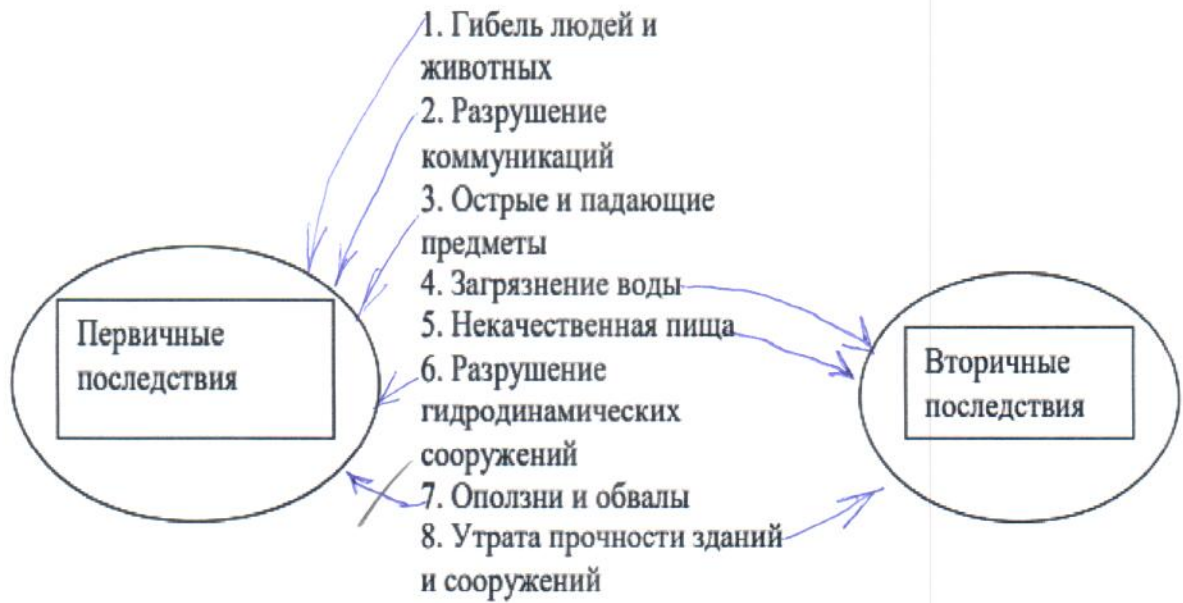 1. Гибель людей и
животных
2. Разрушение
коммуникаций
3. Острые и падающие
предметы
4. Загрязнение воды
5. Некачественная пища
6. Разрушение
гидродинамических
сооружений
7. Оползни и обвалы
8. Утрата прочности зданий
и сооружений
Первичные
последствия
Вторичные
последствия